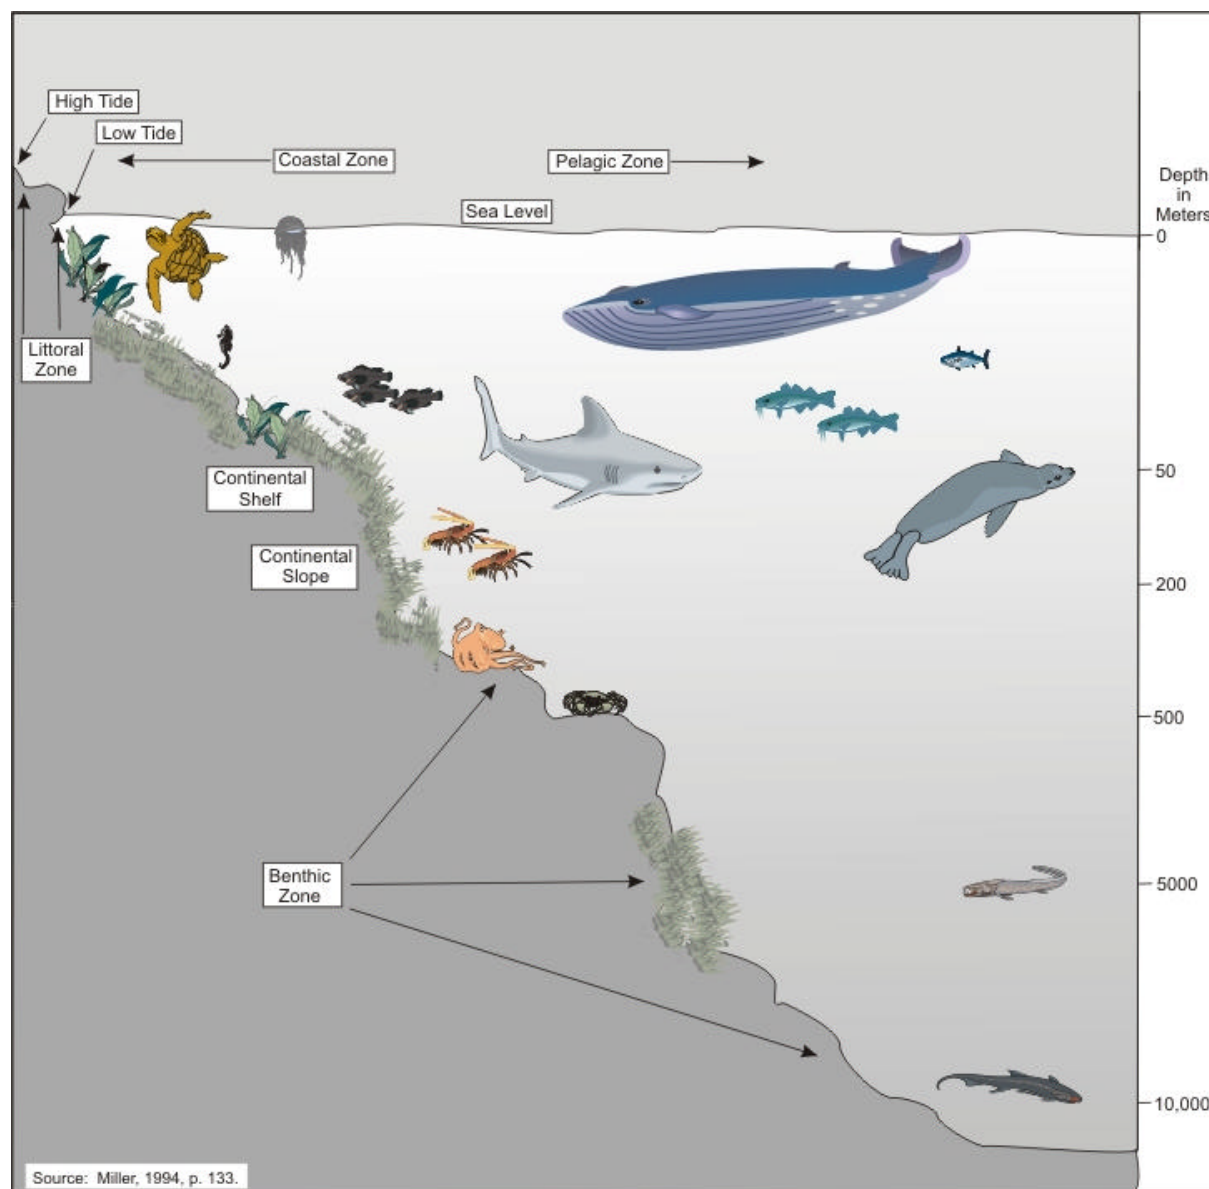 High Tide
Low Tide
Coastal Zone
Pelagic Zone
Depth
in
Meters
Sea Level
0
Littoral
Zone
50
Continental
Shelf
Continental
Slope
200
500
Benthic
Zone
5000
10,000
Source: Miller, 1994, p. 133.